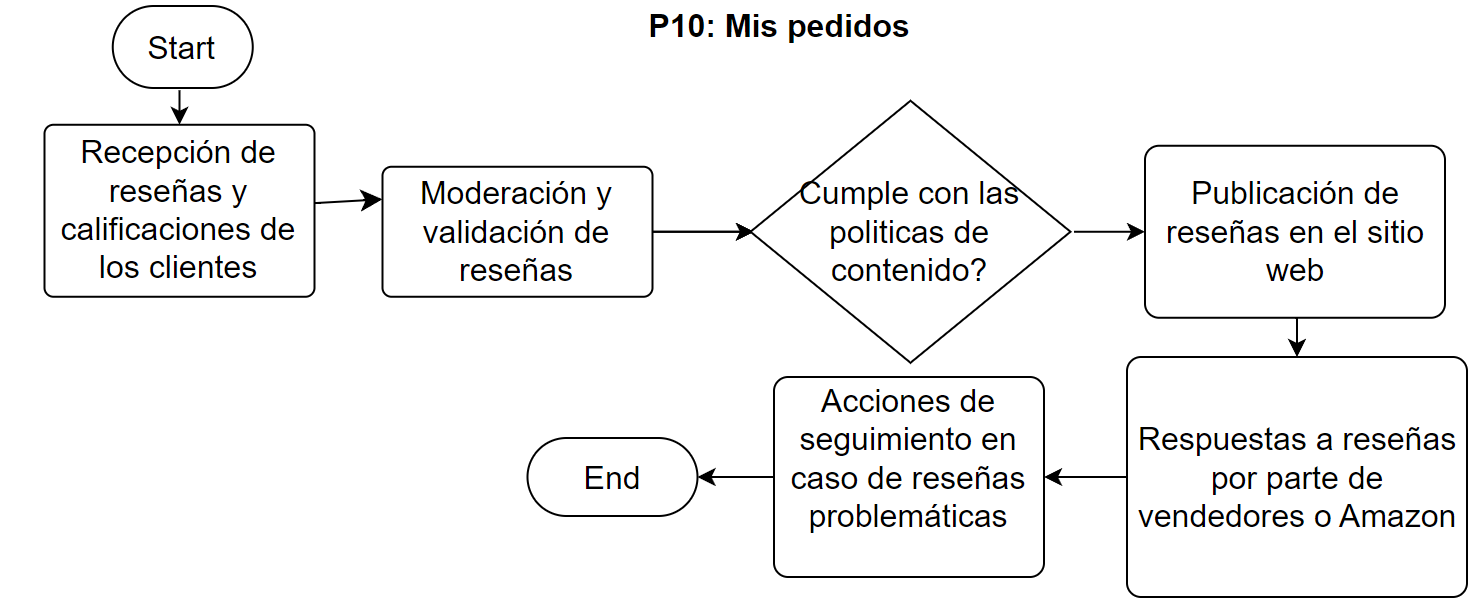 P10: Mis pedidos
Start
Recepción de
reseñas y
calificaciones de
los clientes
Moderación y
validación de
reseñas
Cumple con las
politicas de
contenido?
Publicación de
reseñas en el sitio
web
Respuestas a reseñas
por parte de
vendedores o Amazon
Acciones de
seguimiento en
caso de reseñas
problemáticas
End